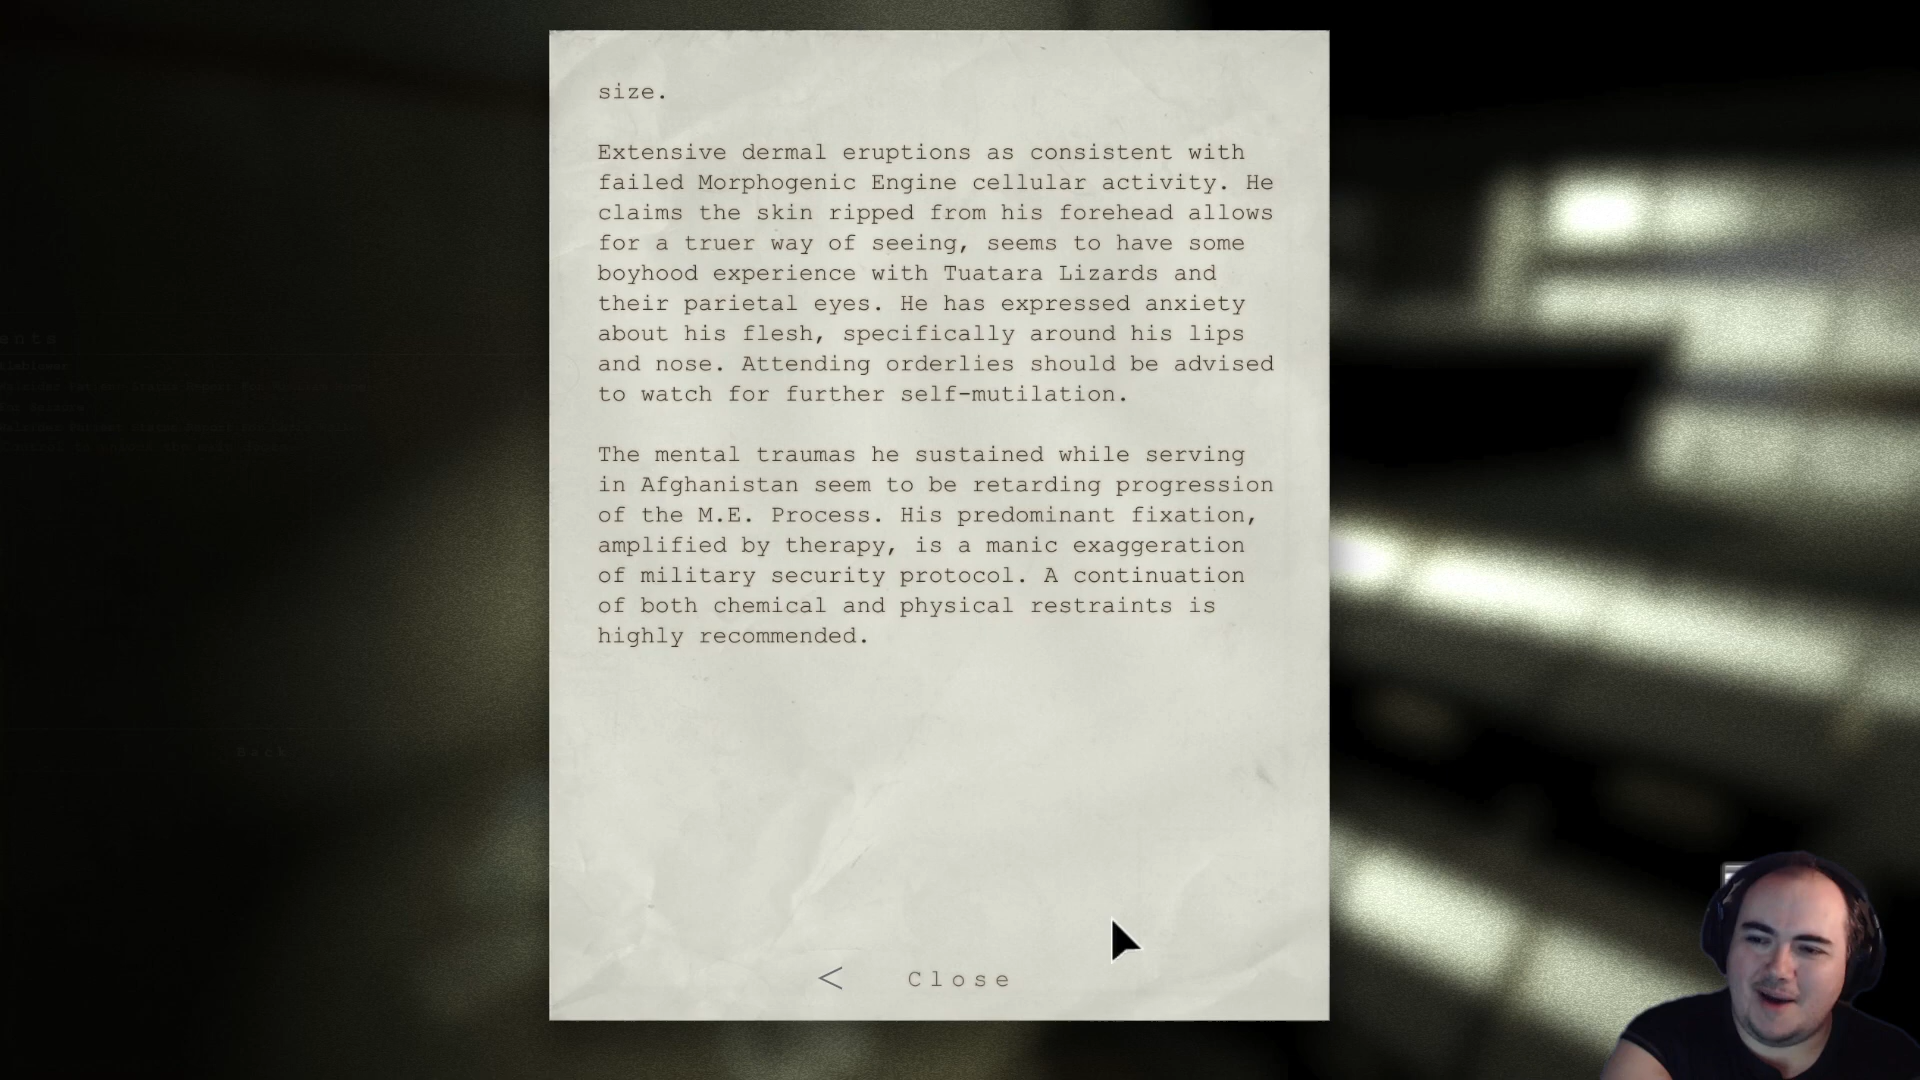 size.
Extensive dermal eruptions as consistent with
failed Morphogenic Engine cellular activity. He
claims the skin ripped from his forehead allows
for a truer way of seeing, seems to have some
boyhood experience with Tuatara Lizards and
their parietal eyes. He has expressed anxiety
about his flesh, specifically around his lips
and nose. Attending orderlies should be advised
to watch for further self-mutilation.
The mental traumas he sustained while serving
in Afghanistan seem to be retarding progression
of the M.E. Process. His predominant fixation,
amplified by therapy, is a manic exaggeration
of military security protocol. A continuation
of both chemical and physical restraints is
highly recommended.
< Close
Back